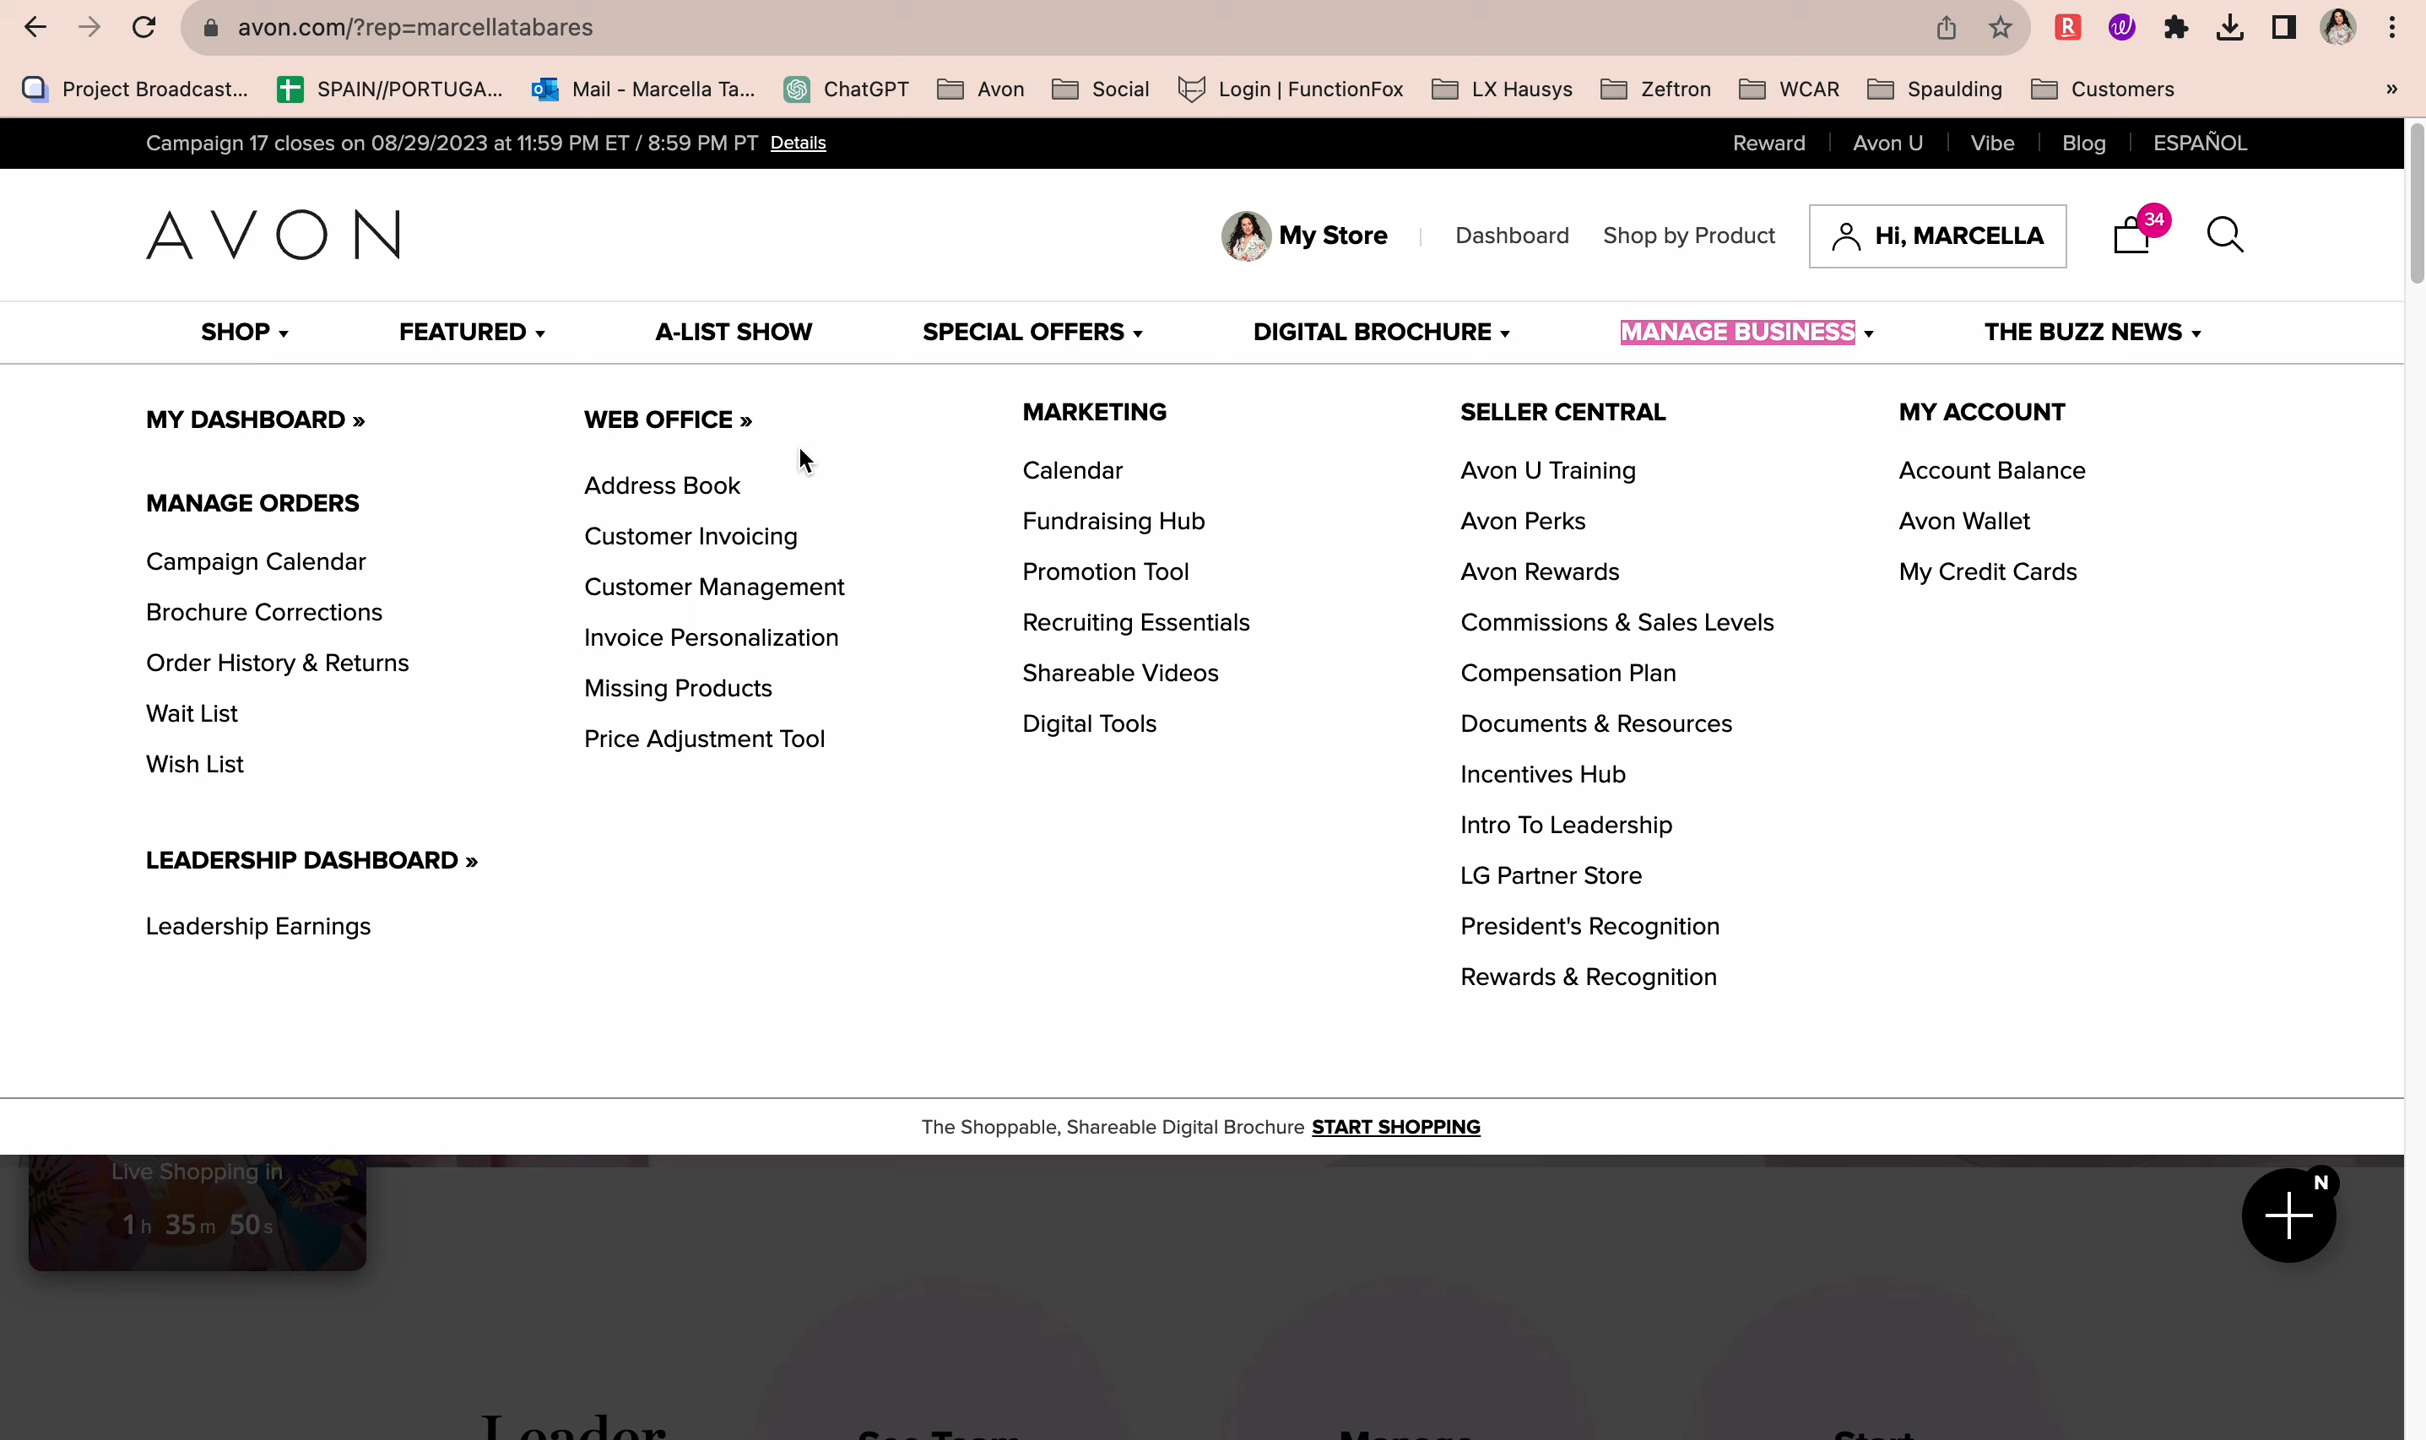 avon.com/?rep=marcellatabares
Project Broadcast... SPAIN//PORTUGA... Mail - Marcella Ta... ChatGPT Avon Social Login | FunctionFox LX Hausys Zeftron WCAR Spaulding Customers »
Campaign 17 closes on 08/29/2023 at 11:59 PM ET / 8:59 PM PT Details
Reward Avon U Vibe Blog ESPAÑOL
AVON
My Store Dashboard Shop by Product Hi, MARCELLA 34
SHOP FEATURED A-LIST SHOW SPECIAL OFFERS DIGITAL BROCHURE MANAGE BUSINESS THE BUZZ NEWS
MY DASHBOARD »
MANAGE ORDERS
Campaign Calendar
Brochure Corrections
Order History & Returns
Wait List
Wish List
LEADERSHIP DASHBOARD »
Leadership Earnings
WEB OFFICE »
Address Book
Customer Invoicing
Customer Management
Invoice Personalization
Missing Products
Price Adjustment Tool
MARKETING
Calendar
Fundraising Hub
Promotion Tool
Recruiting Essentials
Shareable Videos
Digital Tools
SELLER CENTRAL
Avon U Training
Avon Perks
Avon Rewards
Commissions & Sales Levels
Compensation Plan
Documents & Resources
Incentives Hub
Intro To Leadership
LG Partner Store
President's Recognition
Rewards & Recognition
MY ACCOUNT
Account Balance
Avon Wallet
My Credit Cards
The Shoppable, Shareable Digital Brochure START SHOPPING
Live Shopping in
1h 35m 50s
N
Leader See Team Manage Start